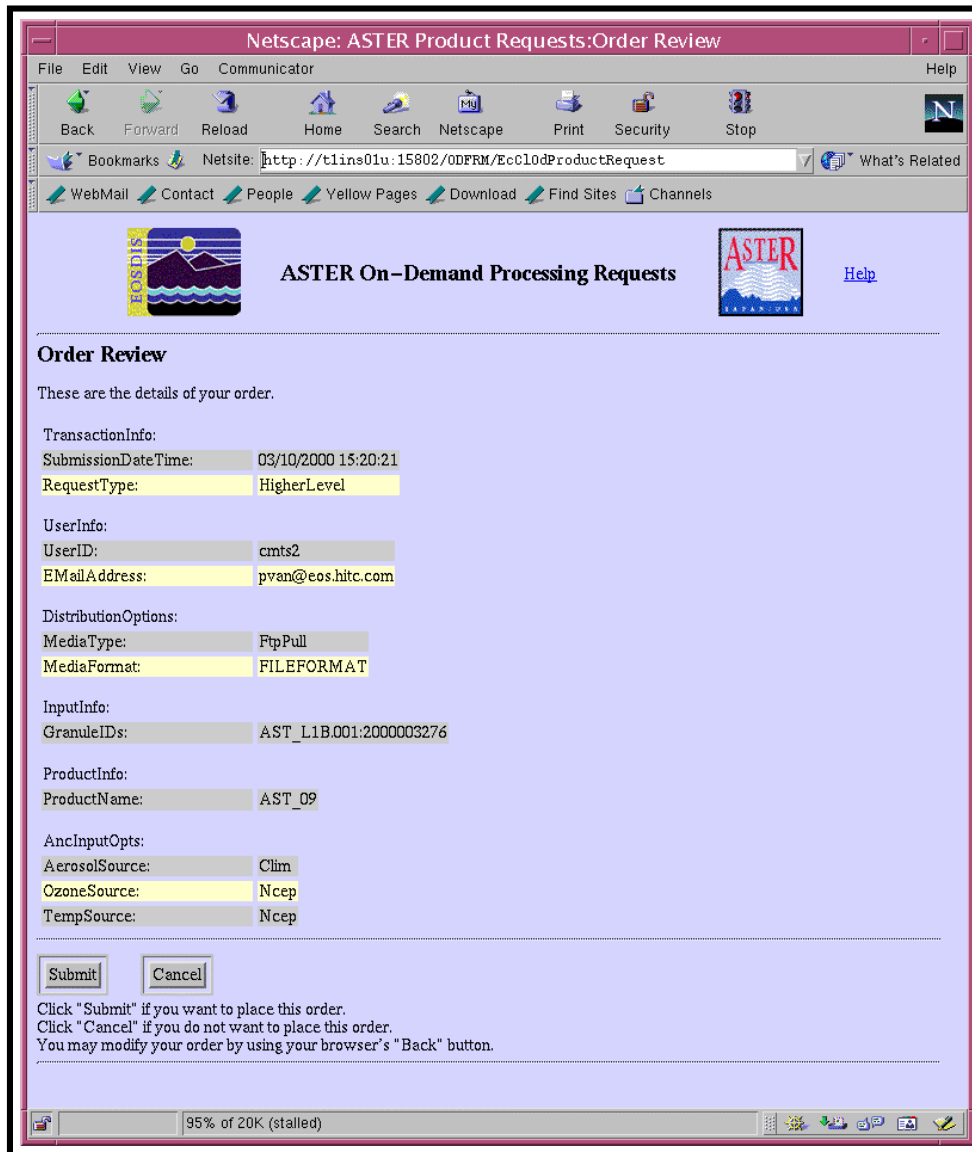 Netscape: ASTER Product Requests:Order Review
File Edit View Go Communicator Help
Back Forward Reload Home Search Netscape Print Security Stop
My
N
Bookmarks Netsite: http://t1ins01u:15802/ODFRM/EcClOdProductRequest What's Related
WebMail Contact People Yellow Pages Download Find Sites Channels
EOSDIS
ASTER On-Demand Processing Requests
ASTER
JAPAN/USA
Help
Order Review
These are the details of your order.
TransactionInfo:
SubmissionDateTime: 03/10/2000 15:20:21
RequestType: HigherLevel
UserInfo:
UserID: cmts2
EMailAddress: pvan@eos.hitc.com
DistributionOptions:
MediaType: FtpPull
MediaFormat: FILEFORMAT
InputInfo:
GranuleIDs: AST_L1B.001:2000003276
ProductInfo:
ProductName: AST_09
AncInputOpts:
AerosolSource: Clim
OzoneSource: Ncep
TempSource: Ncep
Submit Cancel
Click "Submit" if you want to place this order.
Click "Cancel" if you do not want to place this order.
You may modify your order by using your browser's "Back" button.
95% of 20K (stalled)